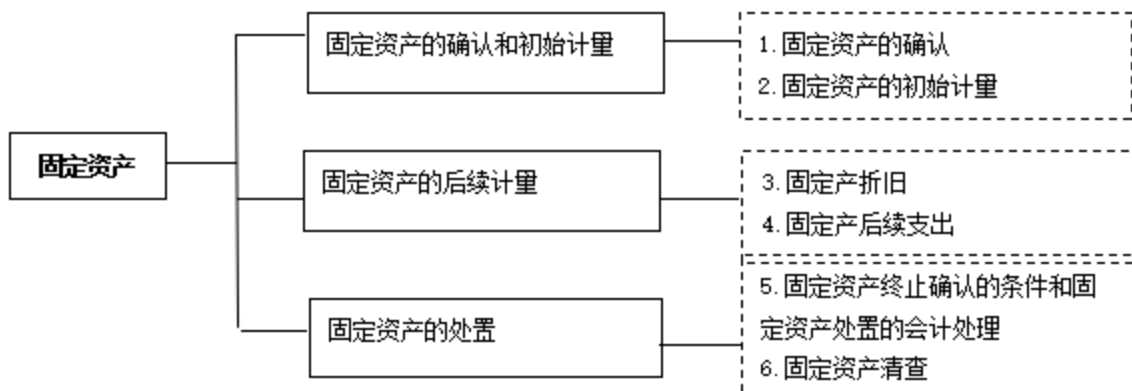 固定资产
固定资产的确认和初始计量
1.固定资产的确认
2.固定资产的初始计量
固定资产的后续计量
3.固定产折旧
4.固定产后续支出
固定资产的处置
5.固定资产终止确认的条件和固
定资产处置的会计处理
6.固定资产清查